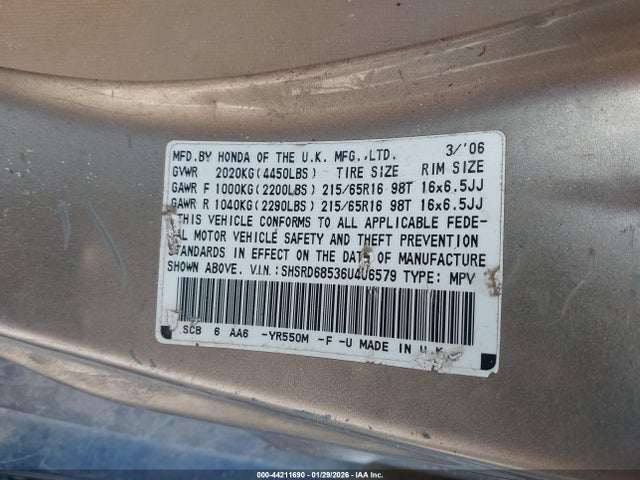 MFD.BY HONDA OF THE U.K. MFG.,LTD. 3/'06
GVWR 2020KG(4450LBS) TIRE SIZE RIM SIZE
GAWR F 1000KG(2200LBS) 215/65R16 98T 16x6.5JJ
GAWR R 1040KG(2290LBS) 215/65R16 98T 16x6.5JJ
THIS VEHICLE CONFORMS TO ALL APPLICABLE FEDE-
RAL MOTOR VEHICLE SAFETY AND THEFT PREVENTION
STANDARDS IN EFFECT ON THE DATE OF MANUFACTURE
SHOWN ABOVE. V.I.N.: TYPE: MPV
SCB 6 AA6 -YR550M -F -U MADE IN U.K.
000-44211690 - 01/29/2026 - IAA Inc.